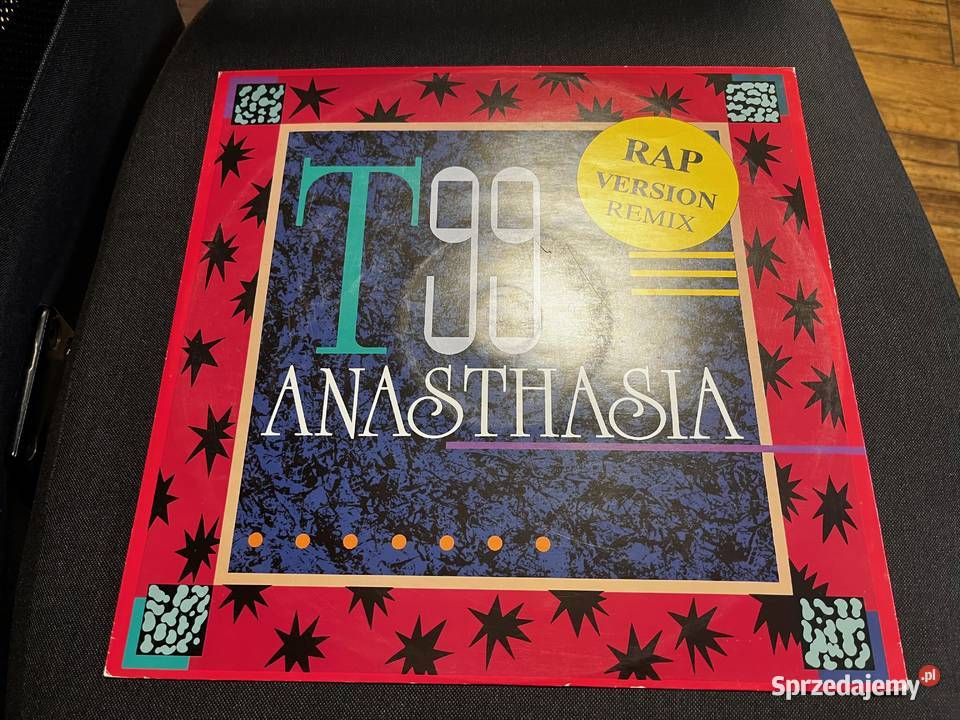 T99
RAP
VERSION
REMIX
ANASTHASIA
Sprzedajemy.pl